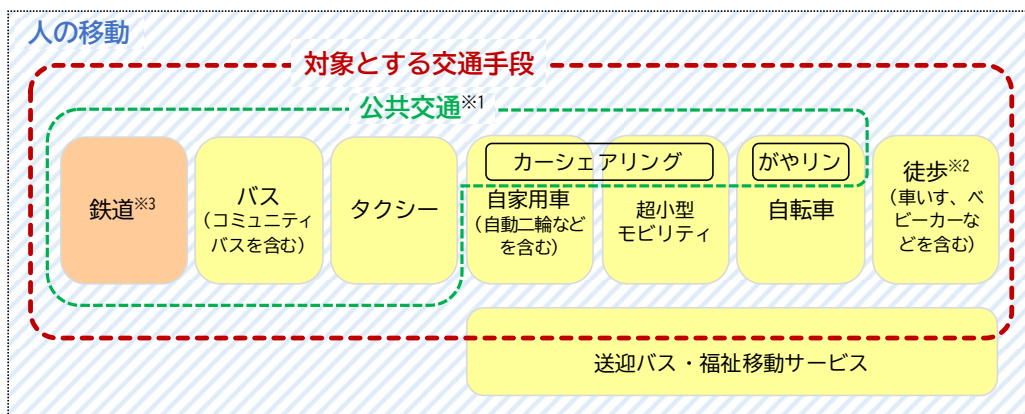 人の移動
対象とする交通手段
公共交通※1
カーシェアリング
がやリン
鉄道※3
バス
(コミュニティ
バスを含む)
タクシー
自家用車
(自動二輪など
を含む)
超小型
モビリティ
自転車
徒歩※2
(車いす、ベ
ビーカーな
どを含む)
送迎バス・福祉移動サービス